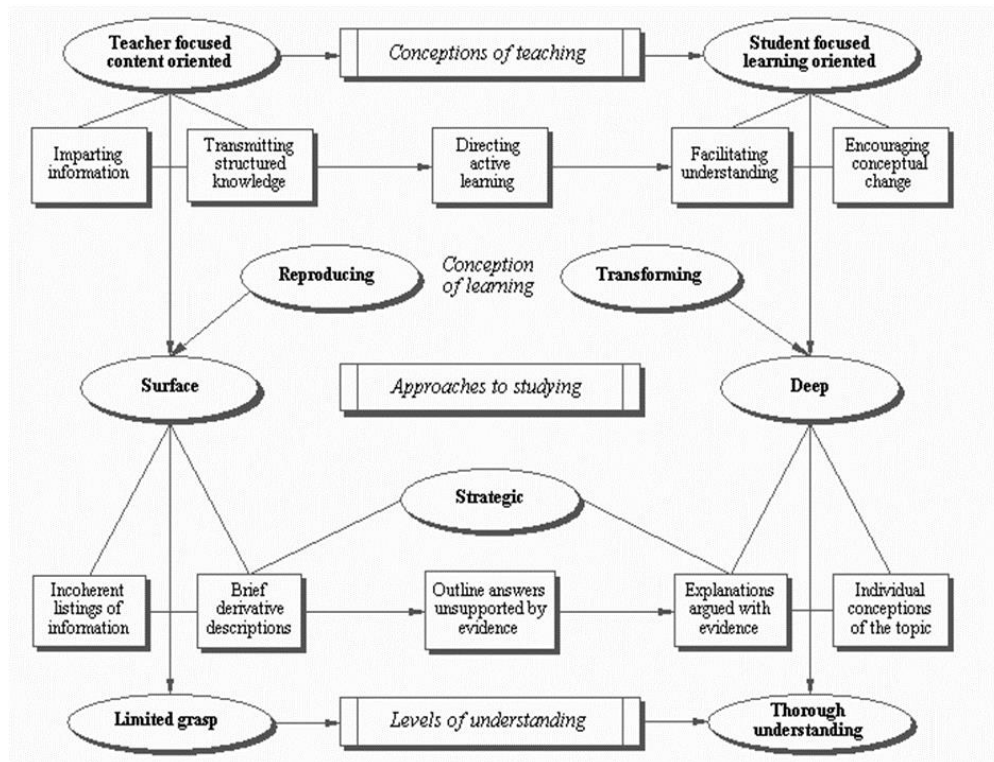 Teacher focused
content oriented
Conceptions of teaching
Student focused
learning oriented
Imparting
information
Transmitting
structured
knowledge
Directing
active
learning
Facilitating
understanding
Encouraging
conceptual
change
Reproducing
Conception
of learning
Transforming
Surface
Approaches to studying
Deep
Strategic
Incoherent
listings of
information
Brief
derivative
descriptions
Outline answers
unsupported by
evidence
Explanations
argued with
evidence
Individual
conceptions
of the topic
Limited grasp
Levels of understanding
Thorough
understanding